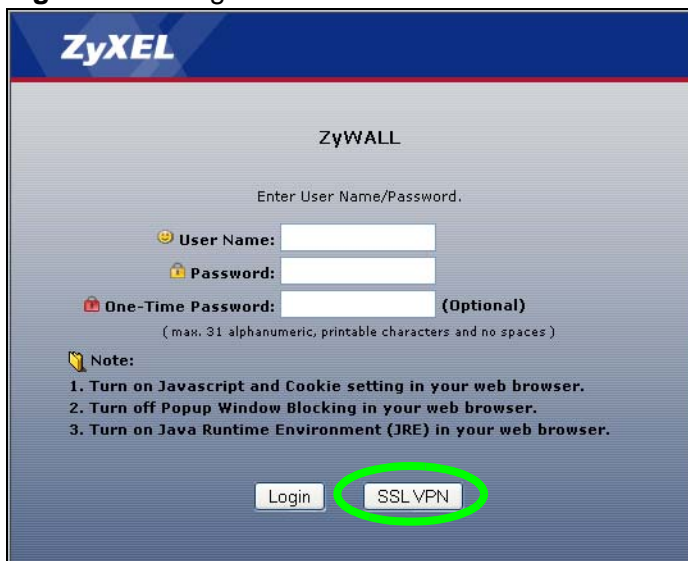 ZyXEL
ZyWALL
Enter User Name/Password.
User Name:
Password:
One-Time Password: (Optional)
( max. 31 alphanumeric, printable characters and no spaces )
Note:
1. Turn on Javascript and Cookie setting in your web browser.
2. Turn off Popup Window Blocking in your web browser.
3. Turn on Java Runtime Environment (JRE) in your web browser.
Login SSL VPN